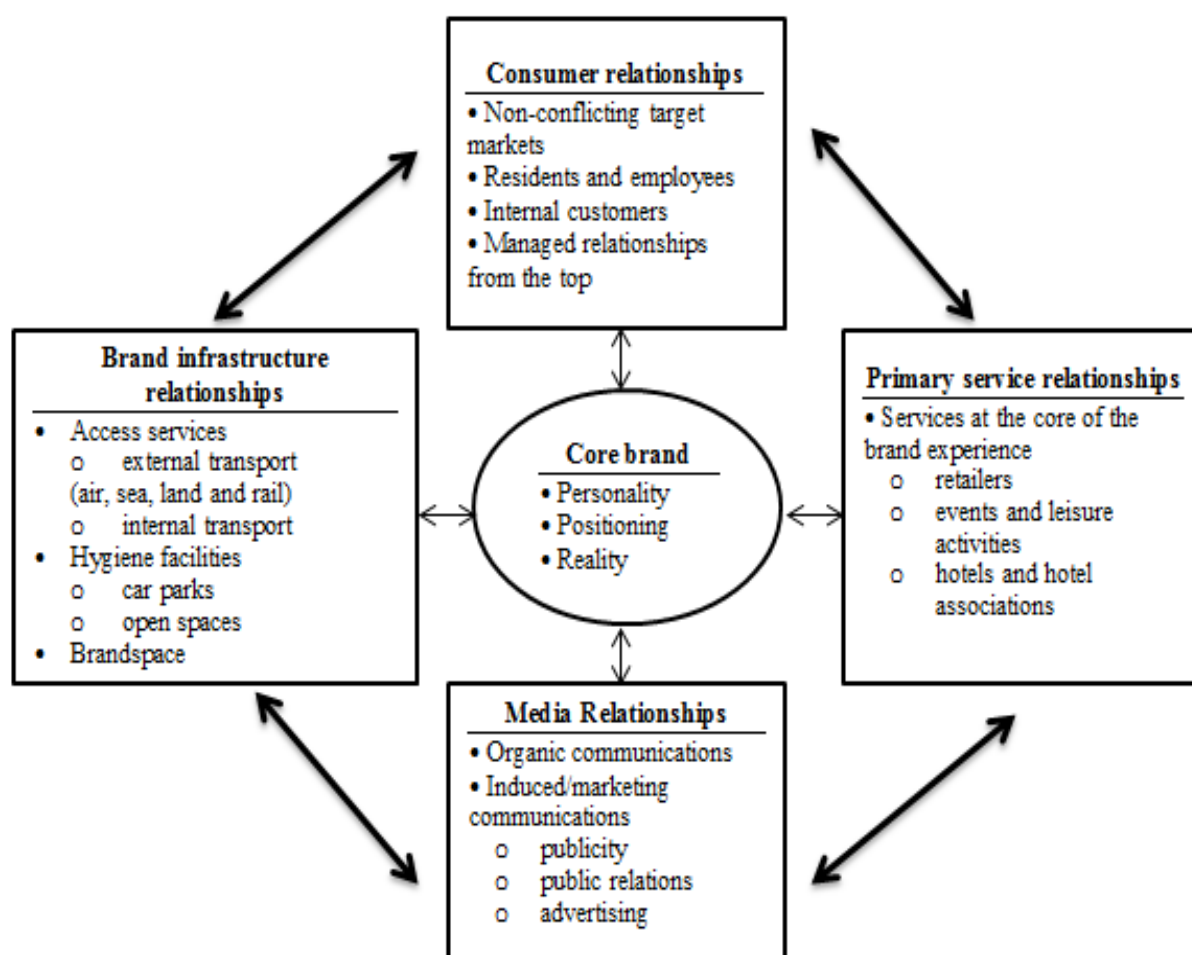 Consumer relationships
• Non-conflicting target
markets
• Residents and employees
• Internal customers
• Managed relationships
from the top
Brand infrastructure
relationships
• Access services
o external transport
(air, sea, land and rail)
o internal transport
• Hygiene facilities
o car parks
o open spaces
• Brandspace
Core brand
• Personality
• Positioning
• Reality
Primary service relationships
• Services at the core of the
brand experience
o retailers
o events and leisure
activities
o hotels and hotel
associations
Media Relationships
• Organic communications
• Induced/marketing
communications
o publicity
o public relations
o advertising